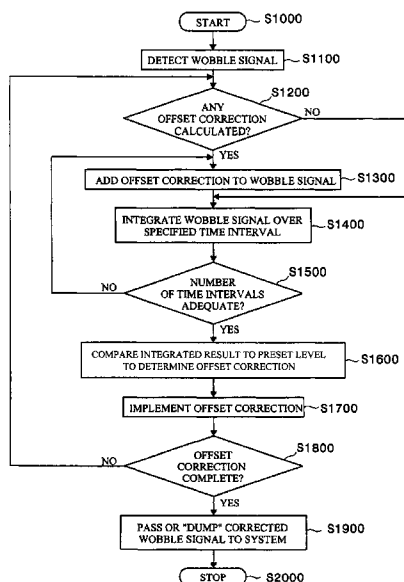 START
S1000
DETECT WOBBLE SIGNAL
S1100
S1200
ANY
OFFSET CORRECTION
CALCULATED?
NO
YES
S1300
ADD OFFSET CORRECTION TO WOBBLE SIGNAL
INTEGRATE WOBBLE SIGNAL OVER
SPECIFIED TIME INTERVAL
S1400
S1500
NO
NUMBER
OF TIME INTERVALS
ADEQUATE?
YES
COMPARE INTEGRATED RESULT TO PRESET LEVEL
TO DETERMINE OFFSET CORRECTION
S1600
IMPLEMENT OFFSET CORRECTION
S1700
S1800
NO
OFFSET
CORRECTION
COMPLETE?
YES
PASS OR "DUMP" CORRECTED
WOBBLE SIGNAL TO SYSTEM
S1900
STOP
S2000